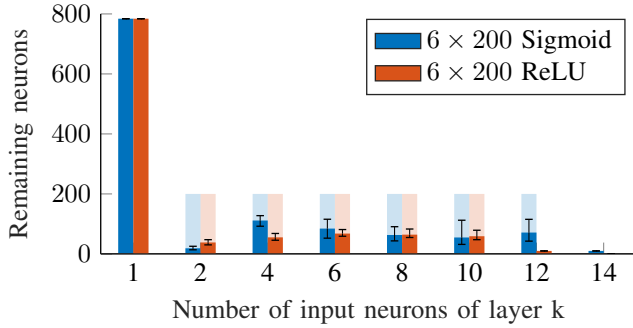 800
600
400
200
0
Remaining neurons
6 × 200 Sigmoid
6 × 200 ReLU
1 2 4 6 8 10 12 14
Number of input neurons of layer k